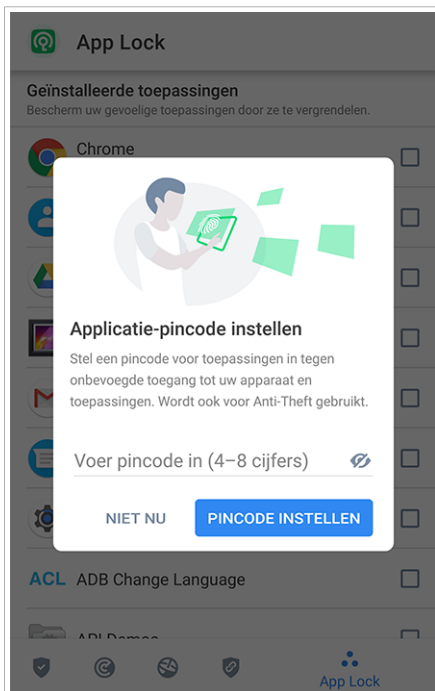 App Lock
Geïnstalleerde toepassingen
Bescherm uw gevoelige toepassingen door ze te vergrendelen.
Chrome
Applicatie-pincode instellen
Stel een pincode voor toepassingen in tegen
onbevoegde toegang tot uw apparaat en
toepassingen. Wordt ook voor Anti-Theft gebruikt.
Voer pincode in (4–8 cijfers)
NIET NU PINCODE INSTELLEN
ACL ADB Change Language
API Demos
App Lock